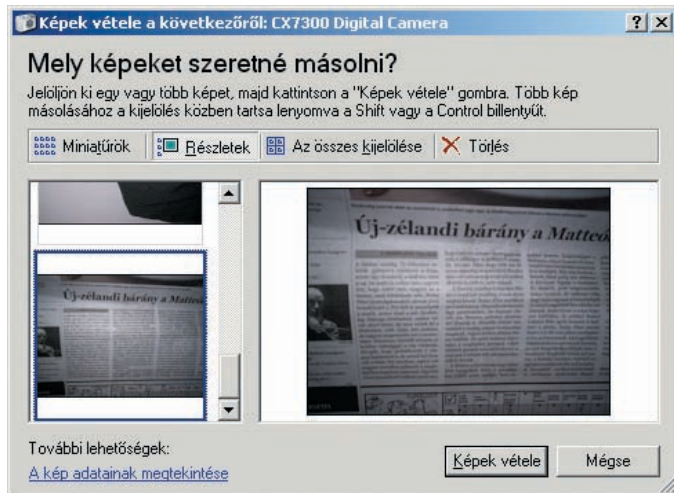 Képek vétele a következőről: CX7300 Digital Camera
Mely képeket szeretné másolni?
Jelöljön ki egy vagy több képet, majd kattintson a "Képek vétele" gombra. Több kép
másolásához a kijelölés közben tartsa lenyomva a Shift vagy a Control billentyűt.
Miniatűrök Részletek Az összes kijelölése Törlés
Új-zélandi bárány a Matteó
Új-zélandi bárány a Matteó
További lehetőségek:
A kép adatainak megtekintése
Képek vétele Mégse